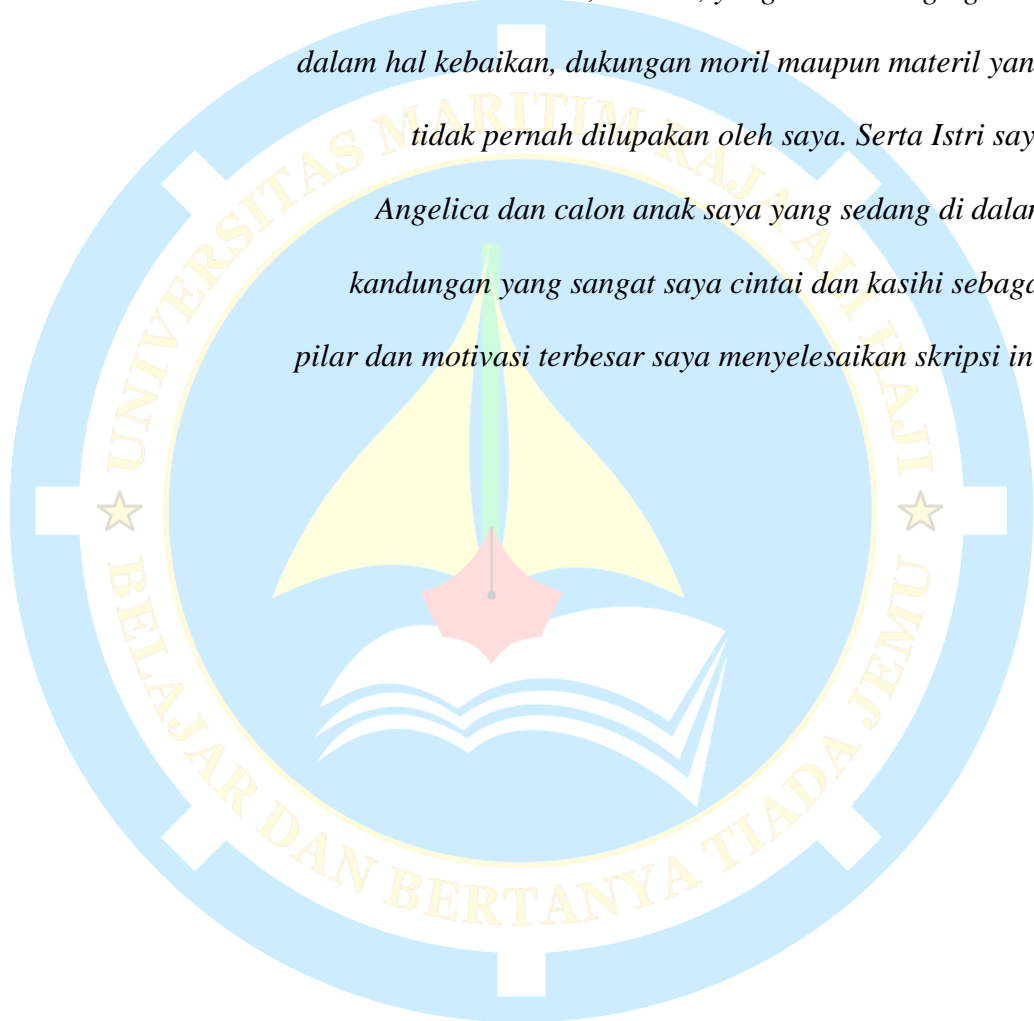 dalam hal kebaikan, dukungan moril maupun materil
tidak pernah dilupakan oleh saya. Serta Istri
Angelica dan calon anak saya yang sedang di
kandungan yang sangat saya cintai dan kasihi
pilar dan motivasi terbesar saya menyelesaikan skripsi
UNIVERSITAS MARITIM RAJA ALI HAJI
BELAJAR DAN BERTANYA TIADA JEMU